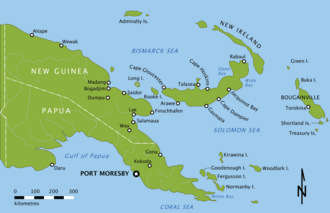 Admiralty Is.
NEW IRELAND
Aitape
Wewak
BISMARCK SEA
Rabaul
Green I.
NEW GUINEA
Madang
Bogadjim
Dumpu
Saidor
Long I.
Rooke I.
Cape Gloucester
Talasea
Cape Hoskins
Open Bay
Wide Bay
Buka I.
BOUGAINVILLE
Torokina
Arawe
Gasmata
Cape Dampier
Jacquinot Bay
Finschhafen
Shortland Is.
Treasury Is.
PAPUA
Lae
Salamaua
Wau
SOLOMON SEA
Gulf of Papua
Gona
Kokoda
Kiriwina I.
Goodenough I.
Woodlark I.
Fergusson I.
Normanby I.
Daru
PORT MORESBY
Milne Bay
CORAL SEA
0 100 200 300
kilometres
N